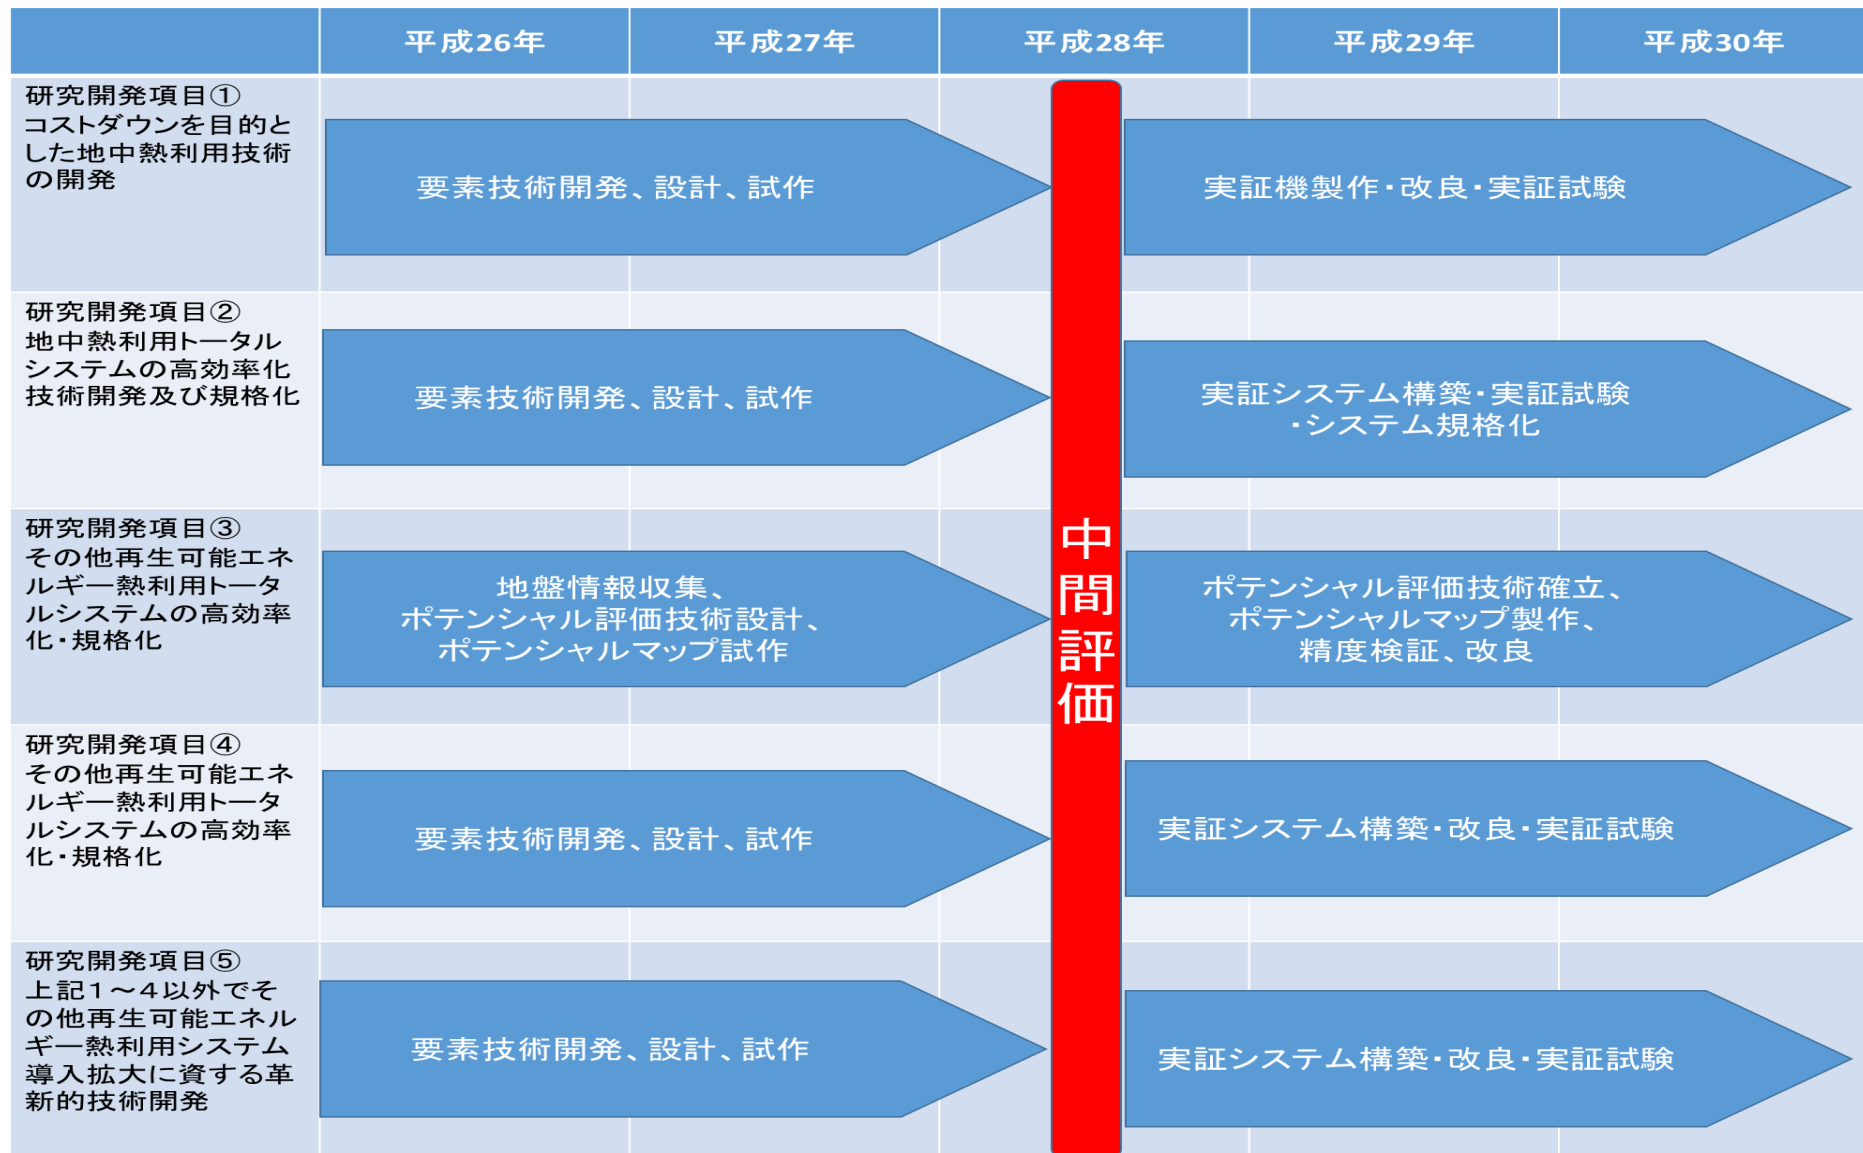 平成26年
平成27年
平成28年
平成29年
平成30年
研究開発項目①
コストダウンを目的と
した地中熱利用技術
の開発
要素技術開発、設計、試作
実証機製作・改良・実証試験
研究開発項目②
地中熱利用トータル
システムの高効率化
技術開発及び規格化
要素技術開発、設計、試作
実証システム構築・実証試験
・システム規格化
研究開発項目③
その他再生可能エネ
ルギー熱利用トータ
ルシステムの高効率
化・規格化
地盤情報収集、
ポテンシャル評価技術設計、
ポテンシャルマップ試作
中間評価
ポテンシャル評価技術確立、
ポテンシャルマップ製作、
精度検証、改良
研究開発項目④
その他再生可能エネ
ルギー熱利用トータ
ルシステムの高効率
化・規格化
要素技術開発、設計、試作
実証システム構築・改良・実証試験
研究開発項目⑤
上記1～4以外でそ
の他再生可能エネル
ギー熱利用システム
導入拡大に資する革
新的技術開発
要素技術開発、設計、試作
実証システム構築・改良・実証試験